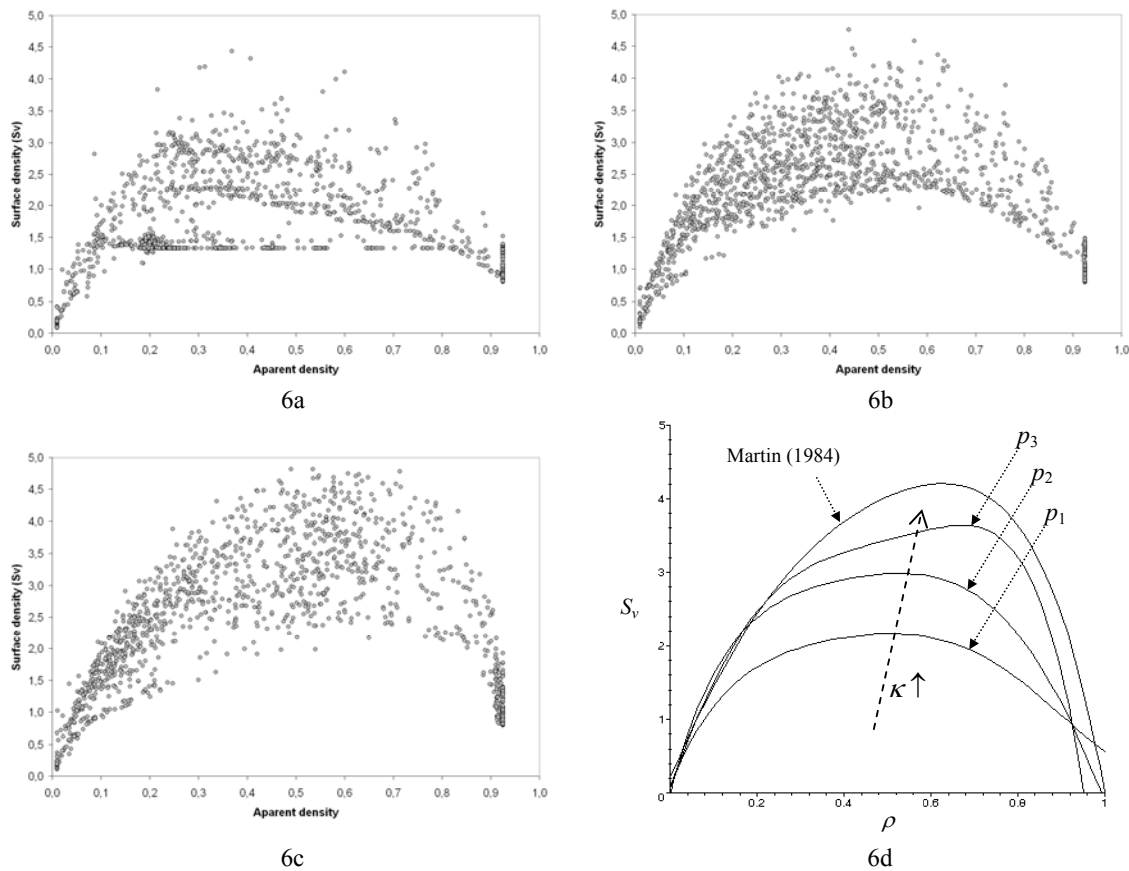 5,0
4,5
4,0
3,5
3,0
2,5
2,0
1,5
1,0
0,5
0,0
Surface density (Sv)
0,0 0,1 0,2 0,3 0,4 0,5 0,6 0,7 0,8 0,9 1,0
Aparent density
6a
5,0
4,5
4,0
3,5
3,0
2,5
2,0
1,5
1,0
0,5
0,0
Surface density (Sv)
0,0 0,1 0,2 0,3 0,4 0,5 0,6 0,7 0,8 0,9 1,0
Aparent density
6b
5,0
4,5
4,0
3,5
3,0
2,5
2,0
1,5
1,0
0,5
0,0
Surface density (Sv)
0,0 0,1 0,2 0,3 0,4 0,5 0,6 0,7 0,8 0,9 1,0
Aparent density
6c
5
4
3
2
1
0
Sv
Martin (1984)
p3
p2
p1
κ ↑
0.2 0.4 0.6 0.8 1
ρ
6d